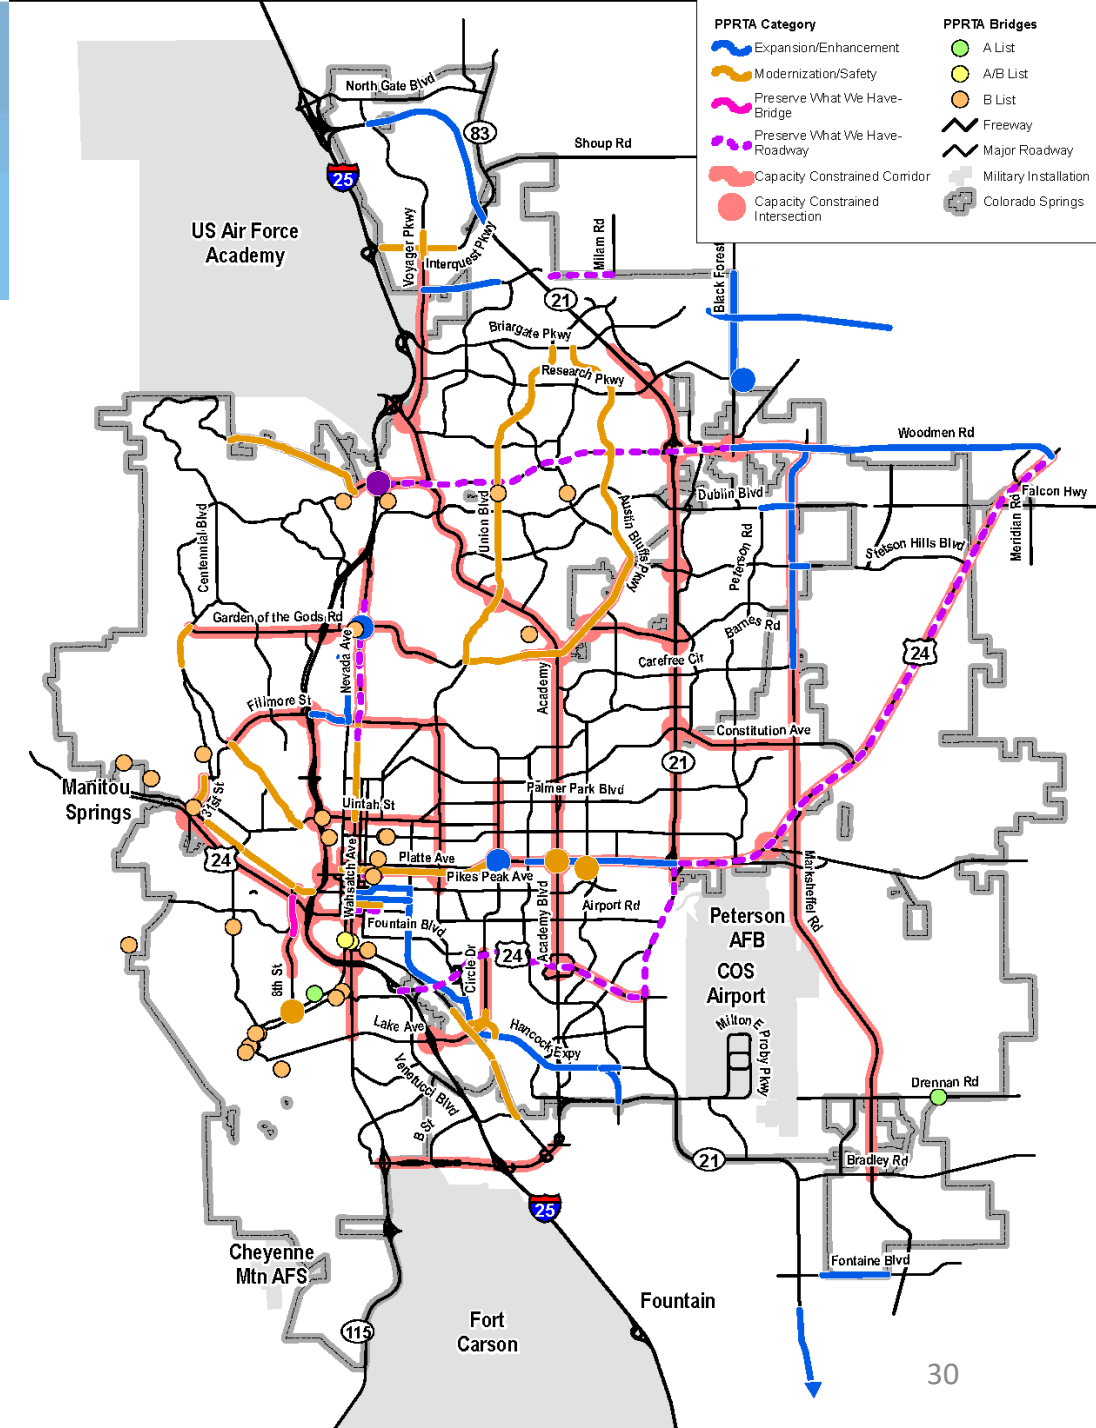 PPRTA Category
Expansion/Enhancement
Modernization/Safety
Preserve What We Have-
Bridge
Preserve What We Have-
Roadway
Capacity Constrained Corridor
Capacity Constrained
Intersection
PPRTA Bridges
A List
A/B List
B List
Freeway
Major Roadway
Military Installation
Colorado Springs
North Gate Blvd
83
Shoup Rd
25
US Air Force
Academy
Voyager Pkwy
Interquest Pkwy
Milam Rd
Black Forest
21
Briargate Pkwy
Research Pkwy
Woodmen Rd
Dublin Blvd
Falcon Hwy
Meridian Rd
Union Blvd
Austin Bluffs Pkwy
Centennial Blvd
Peterson Rd
Stetson Hills Blvd
Garden of the Gods Rd
Barnes Rd
Nevada Ave
Carefree Cir
24
Academy
Fillmore St
Constitution Ave
21
Manitou
Springs
31st St
Palmer Park Blvd
Uintah St
24
Platte Ave
Pikes Peak Ave
Wahsatch Ave
Academy Blvd
Airport Rd
Marksheffel Rd
Peterson
AFB
Fountain Blvd
24
Circle Dr
8th St
COS
Airport
Lake Ave
Hancock Expy
Milton E Proby Pkwy
Venetucci Blvd
B St
Drennan Rd
21
Bradley Rd
25
Cheyenne
Mtn AFS
Fontaine Blvd
Fountain
Fort
Carson
115
30